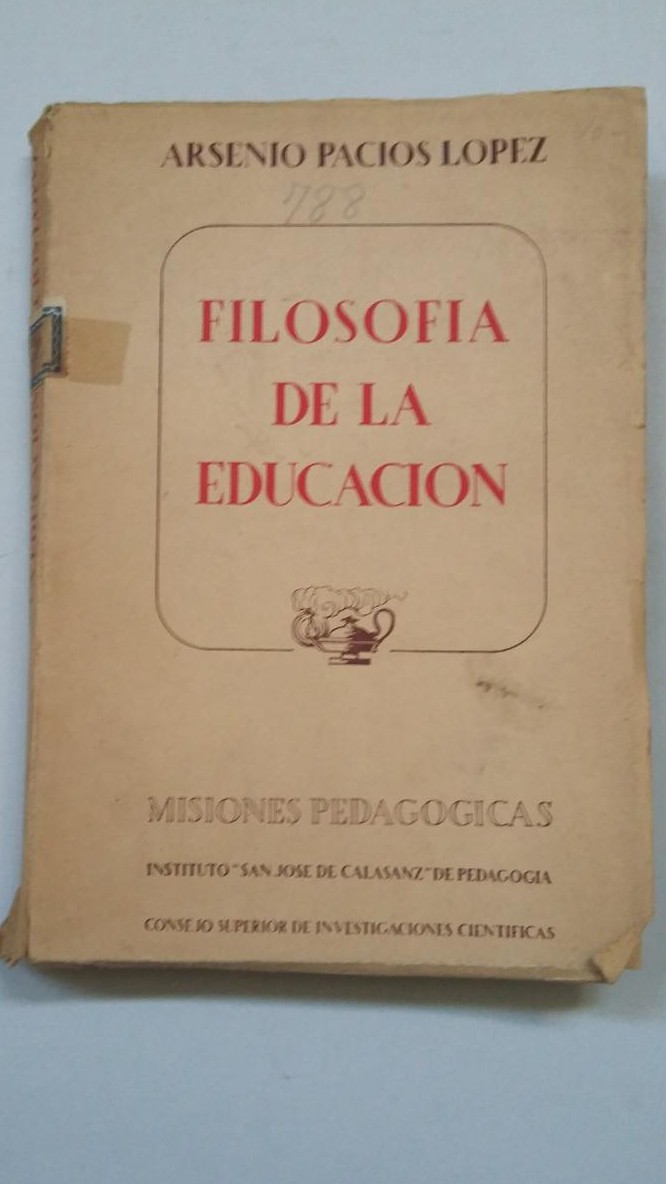 ARSENIO PACIOS LOPEZ
788
FILOSOFIA
DE LA
EDUCACION
MISIONES PEDAGOGICAS
INSTITUTO "SAN JOSE DE CALASANZ" DE PEDAGOGIA
CONSEJO SUPERIOR DE INVESTIGACIONES CIENTIFICAS